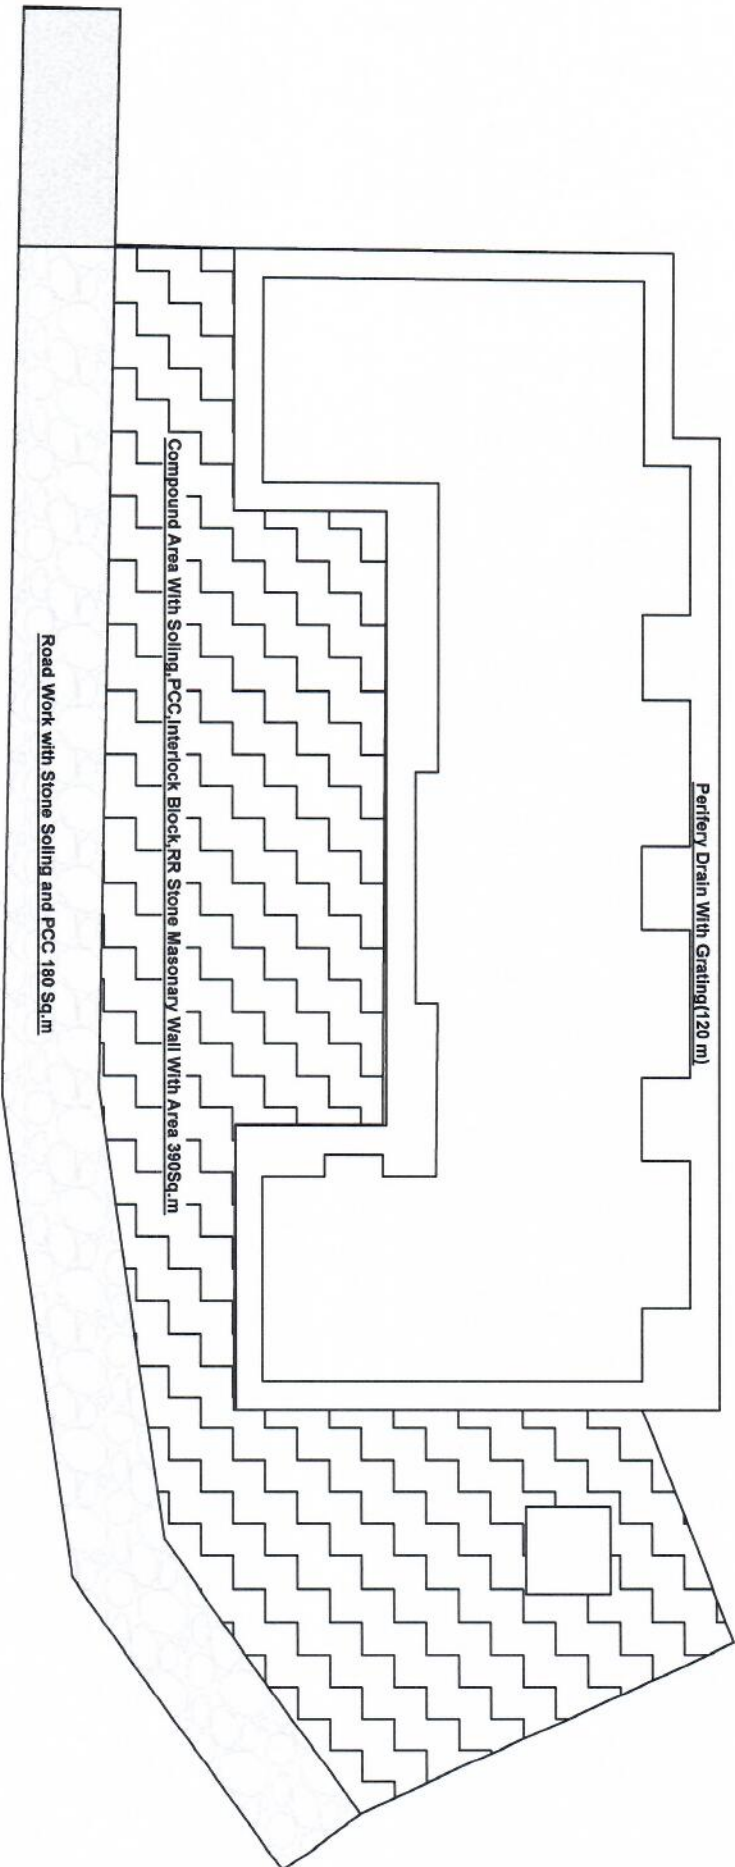 Perifery Drain With Grating(120 m)
Compound Area With Soling,PCC,Interlock Block,RR Stone Masonary Wall With Area 390Sq.m
Road Work with Stone Soling and PCC 180 Sq.m